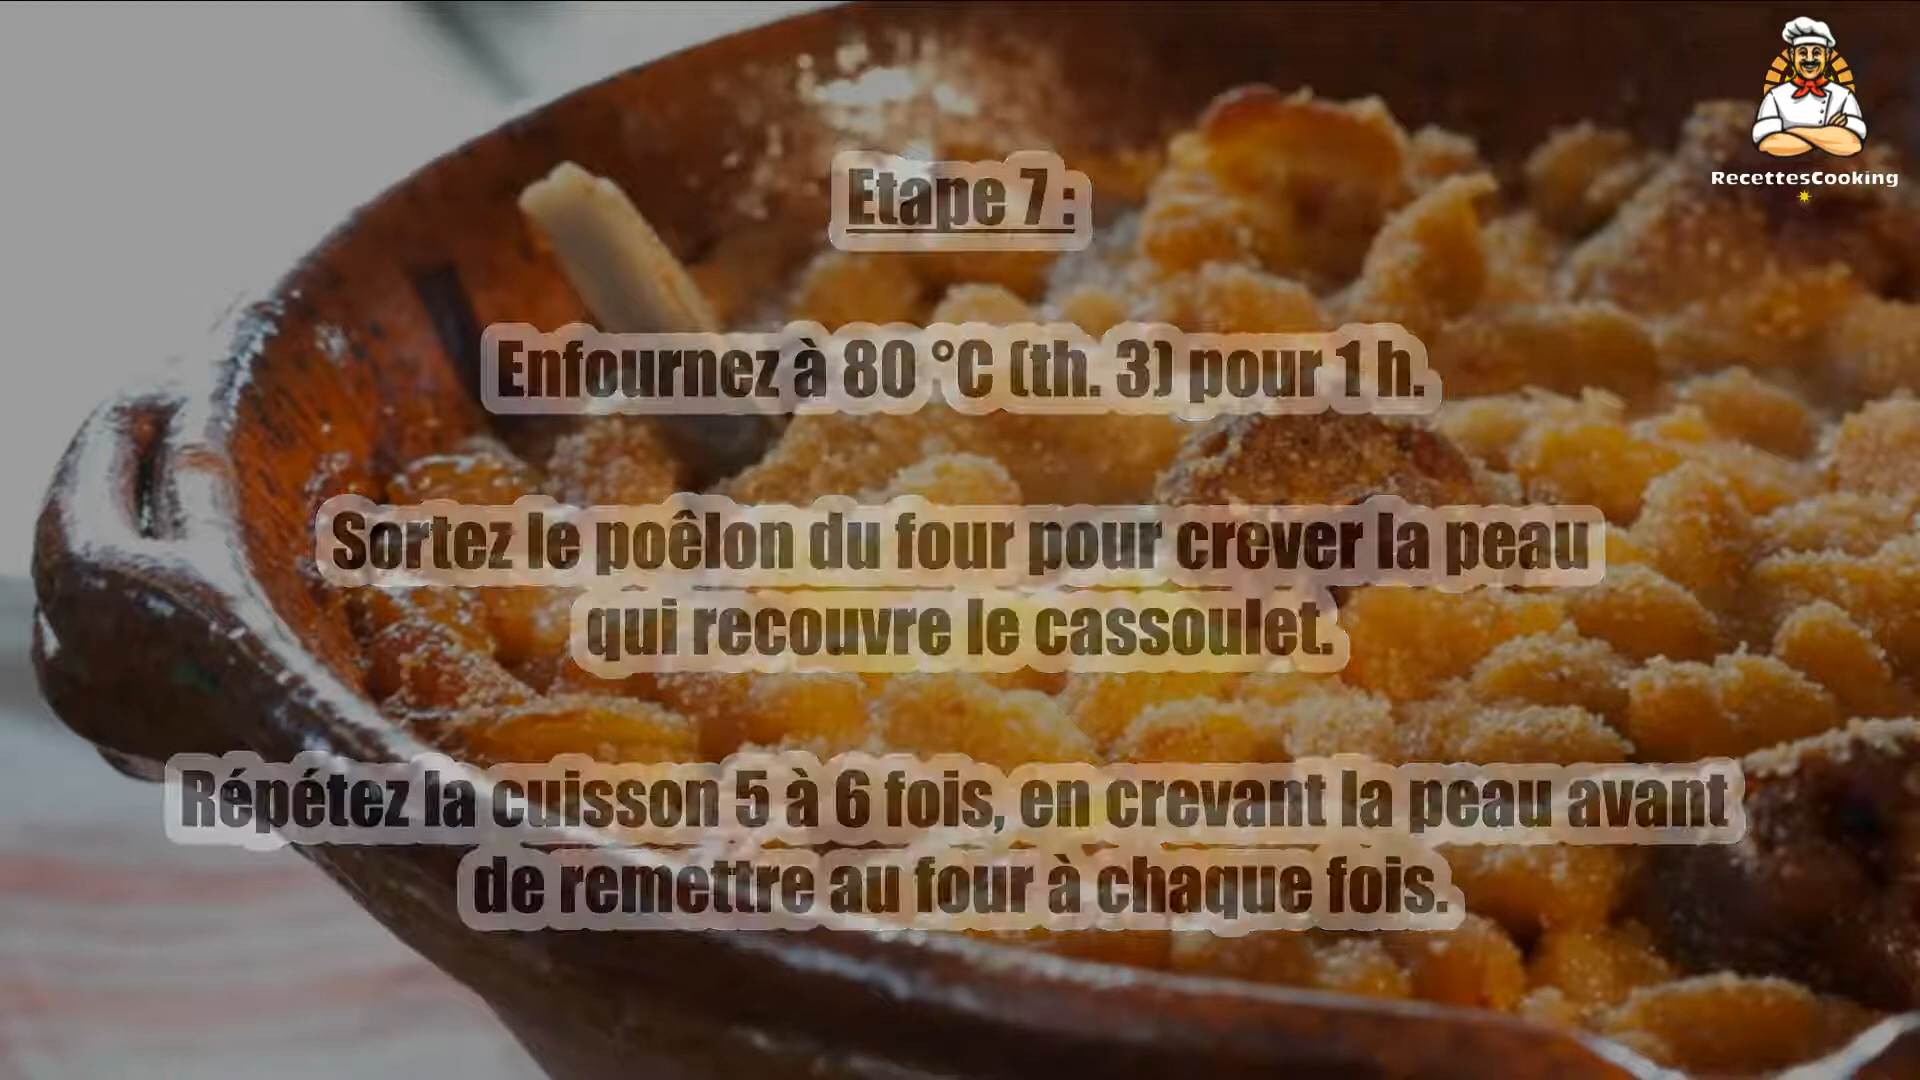 RecettesCooking
Etape 7 :
Enfournez à 80 °C (th. 3) pour 1 h.
Sortez le poêlon du four pour crever la peau
qui recouvre le cassoulet.
Répétez la cuisson 5 à 6 fois, en crevant la peau avant
de remettre au four à chaque fois.